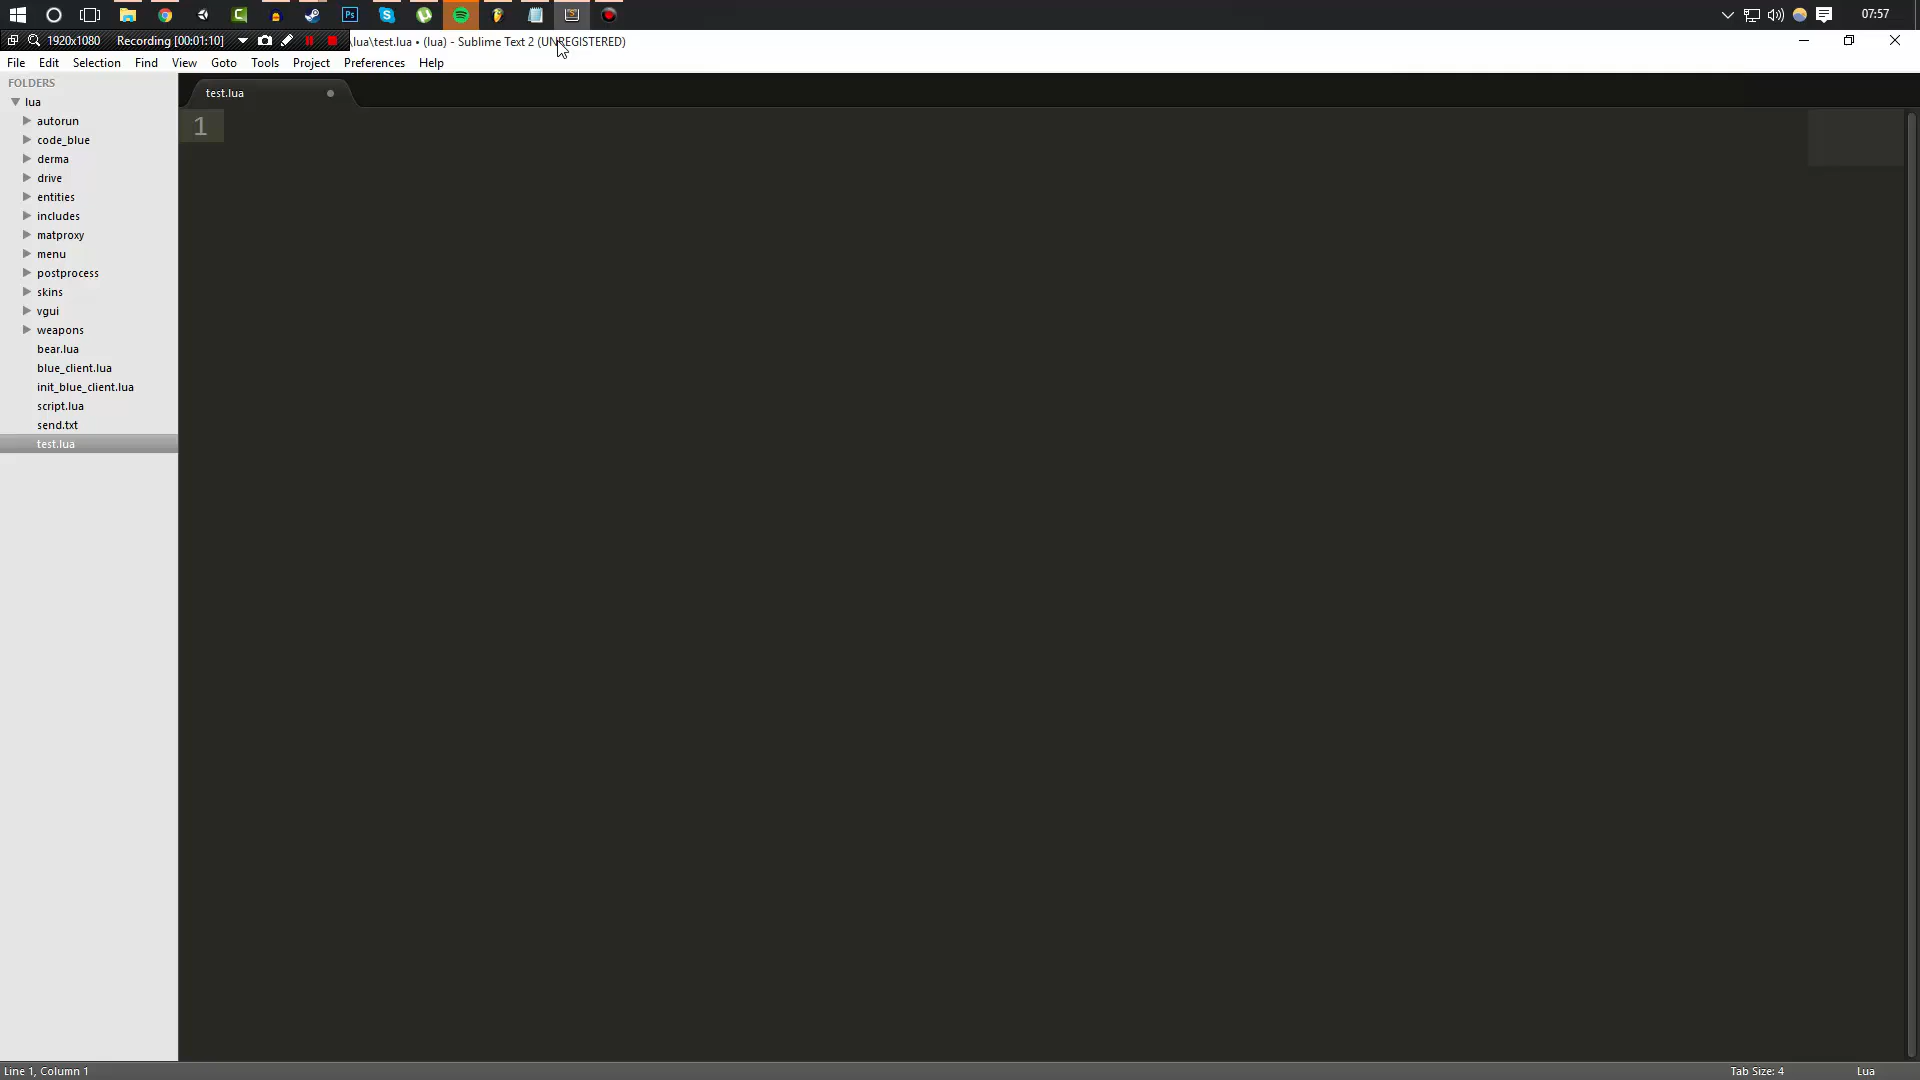 07:57
1920x1080 Recording [00:01:10] \lua\test.lua • (lua) - Sublime Text 2 (UNREGISTERED)
File Edit Selection Find View Goto Tools Project Preferences Help
FOLDERS
lua
autorun
code_blue
derma
drive
entities
includes
matproxy
menu
postprocess
skins
vgui
weapons
bear.lua
blue_client.lua
init_blue_client.lua
script.lua
send.txt
test.lua
test.lua
1
Line 1, Column 1
Tab Size: 4
Lua